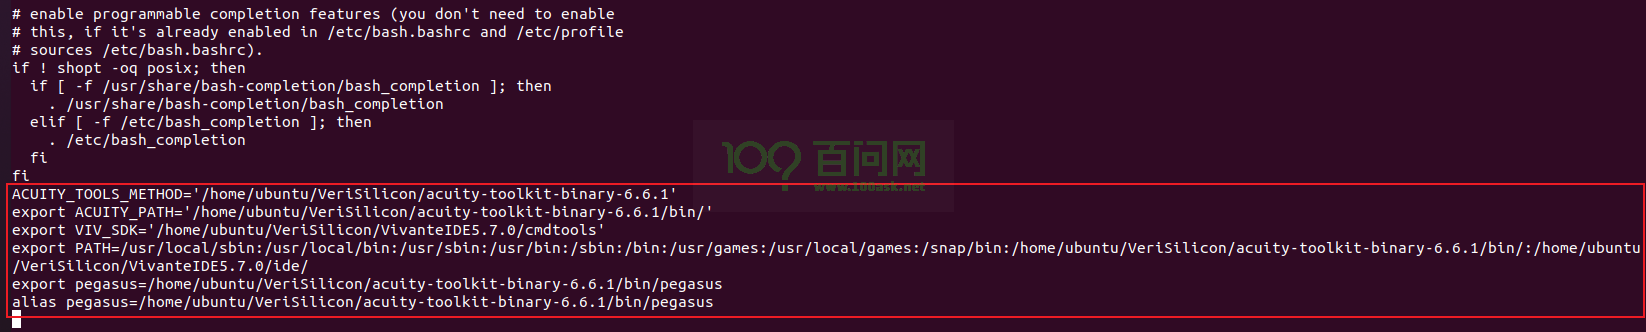 # enable programmable completion features (you don't need to enable
# this, if it's already enabled in /etc/bash.bashrc and /etc/profile
# sources /etc/bash.bashrc).
if ! shopt -oq posix; then
  if [ -f /usr/share/bash-completion/bash_completion ]; then
    . /usr/share/bash-completion/bash_completion
  elif [ -f /etc/bash_completion ]; then
    . /etc/bash_completion
  fi
fi
ACUITY_TOOLS_METHOD='/home/ubuntu/VeriSilicon/acuity-toolkit-binary-6.6.1'
export ACUITY_PATH='/home/ubuntu/VeriSilicon/acuity-toolkit-binary-6.6.1/bin/'
export VIV_SDK='/home/ubuntu/VeriSilicon/VivanteIDE5.7.0/cmdtools'
export PATH=/usr/local/sbin:/usr/local/bin:/usr/sbin:/usr/bin:/sbin:/bin:/usr/games:/usr/local/games:/snap/bin:/home/ubuntu/VeriSilicon/acuity-toolkit-binary-6.6.1/bin/:/home/ubuntu
/VeriSilicon/VivanteIDE5.7.0/ide/
export pegasus=/home/ubuntu/VeriSilicon/acuity-toolkit-binary-6.6.1/bin/pegasus
alias pegasus=/home/ubuntu/VeriSilicon/acuity-toolkit-binary-6.6.1/bin/pegasus
100 百问网
www.100ask.net